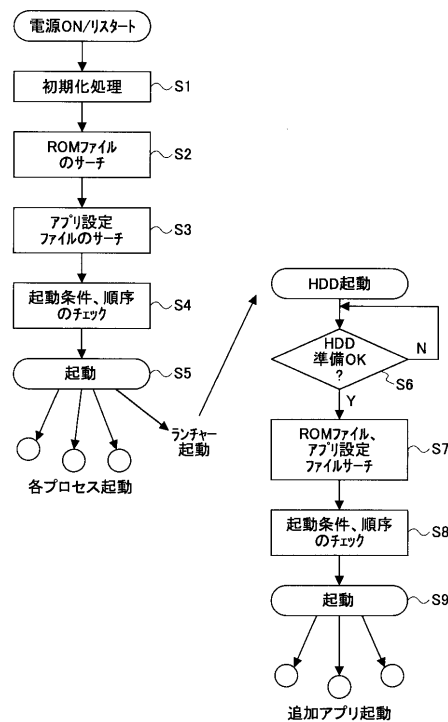 電源ON/リスタート
初期化処理
S1
ROMファイル
のサーチ
S2
アプリ設定
ファイルのサーチ
S3
起動条件、順序
のチェック
S4
起動
S5
ランチャー
起動
各プロセス起動
HDD起動
HDD
準備OK
?
N
S6
Y
ROMファイル、
アプリ設定
ファイルサーチ
S7
起動条件、順序
のチェック
S8
起動
S9
追加アプリ起動